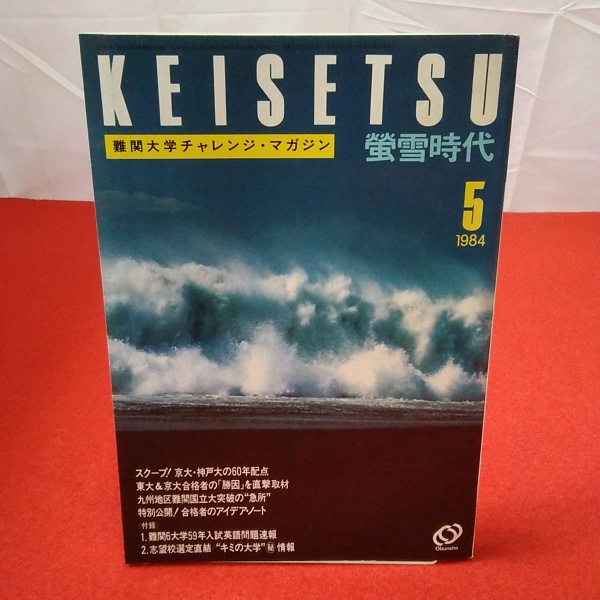 KEISETSU
難関大学チャレンジ・マガジン
螢雪時代
5
1984
スクープ! 京大・神戸大の60年配点
東大&京大合格者の「勝因」を直撃取材
九州地区難関国立大突破の“急所”
特別公開! 合格者のアイデア・ノート
〔付録〕
1. 難関6大学59年入試英語問題速報
2. 志望校選定直結 “キミの大学”㊙情報
Obunsha